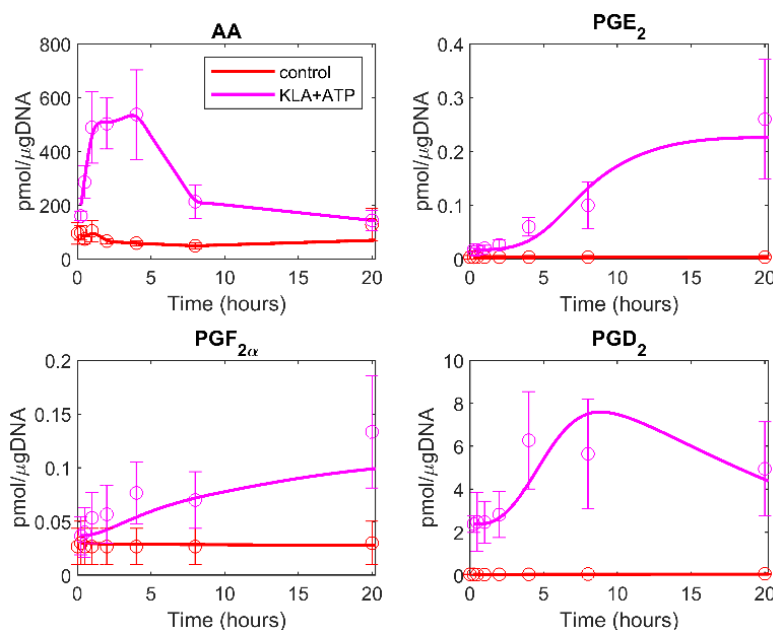 AA
800
600
400
200
0
pmol/μgDNA
control
KLA+ATP
0 5 10 15 20
Time (hours)
PGE2
0.4
0.3
0.2
0.1
0
pmol/μgDNA
0 5 10 15 20
Time (hours)
PGF2α
0.2
0.15
0.1
0.05
0
pmol/μgDNA
0 5 10 15 20
Time (hours)
PGD2
10
8
6
4
2
0
pmol/μgDNA
0 5 10 15 20
Time (hours)